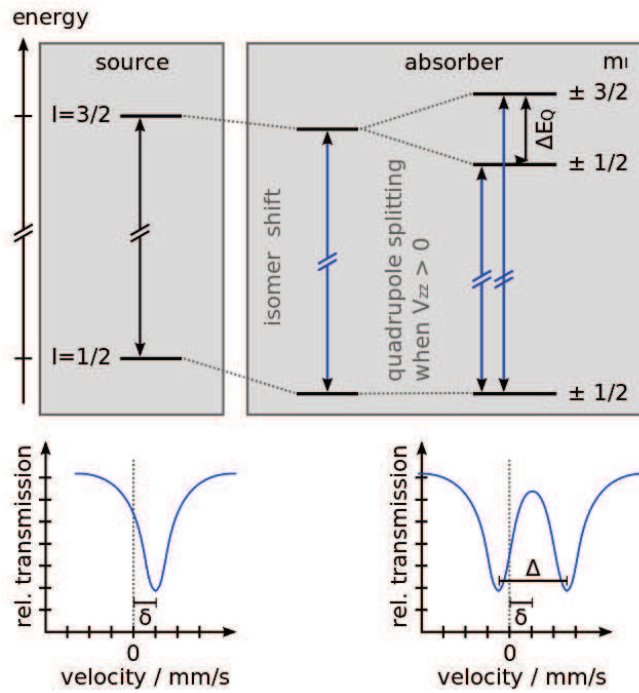 energy
source
absorber
mI
I=3/2
± 3/2
ΔEQ
± 1/2
isomer shift
quadrupole splitting
when Vzz > 0
I=1/2
± 1/2
rel. transmission
δ
0
velocity / mm/s
rel. transmission
Δ
δ
0
velocity / mm/s